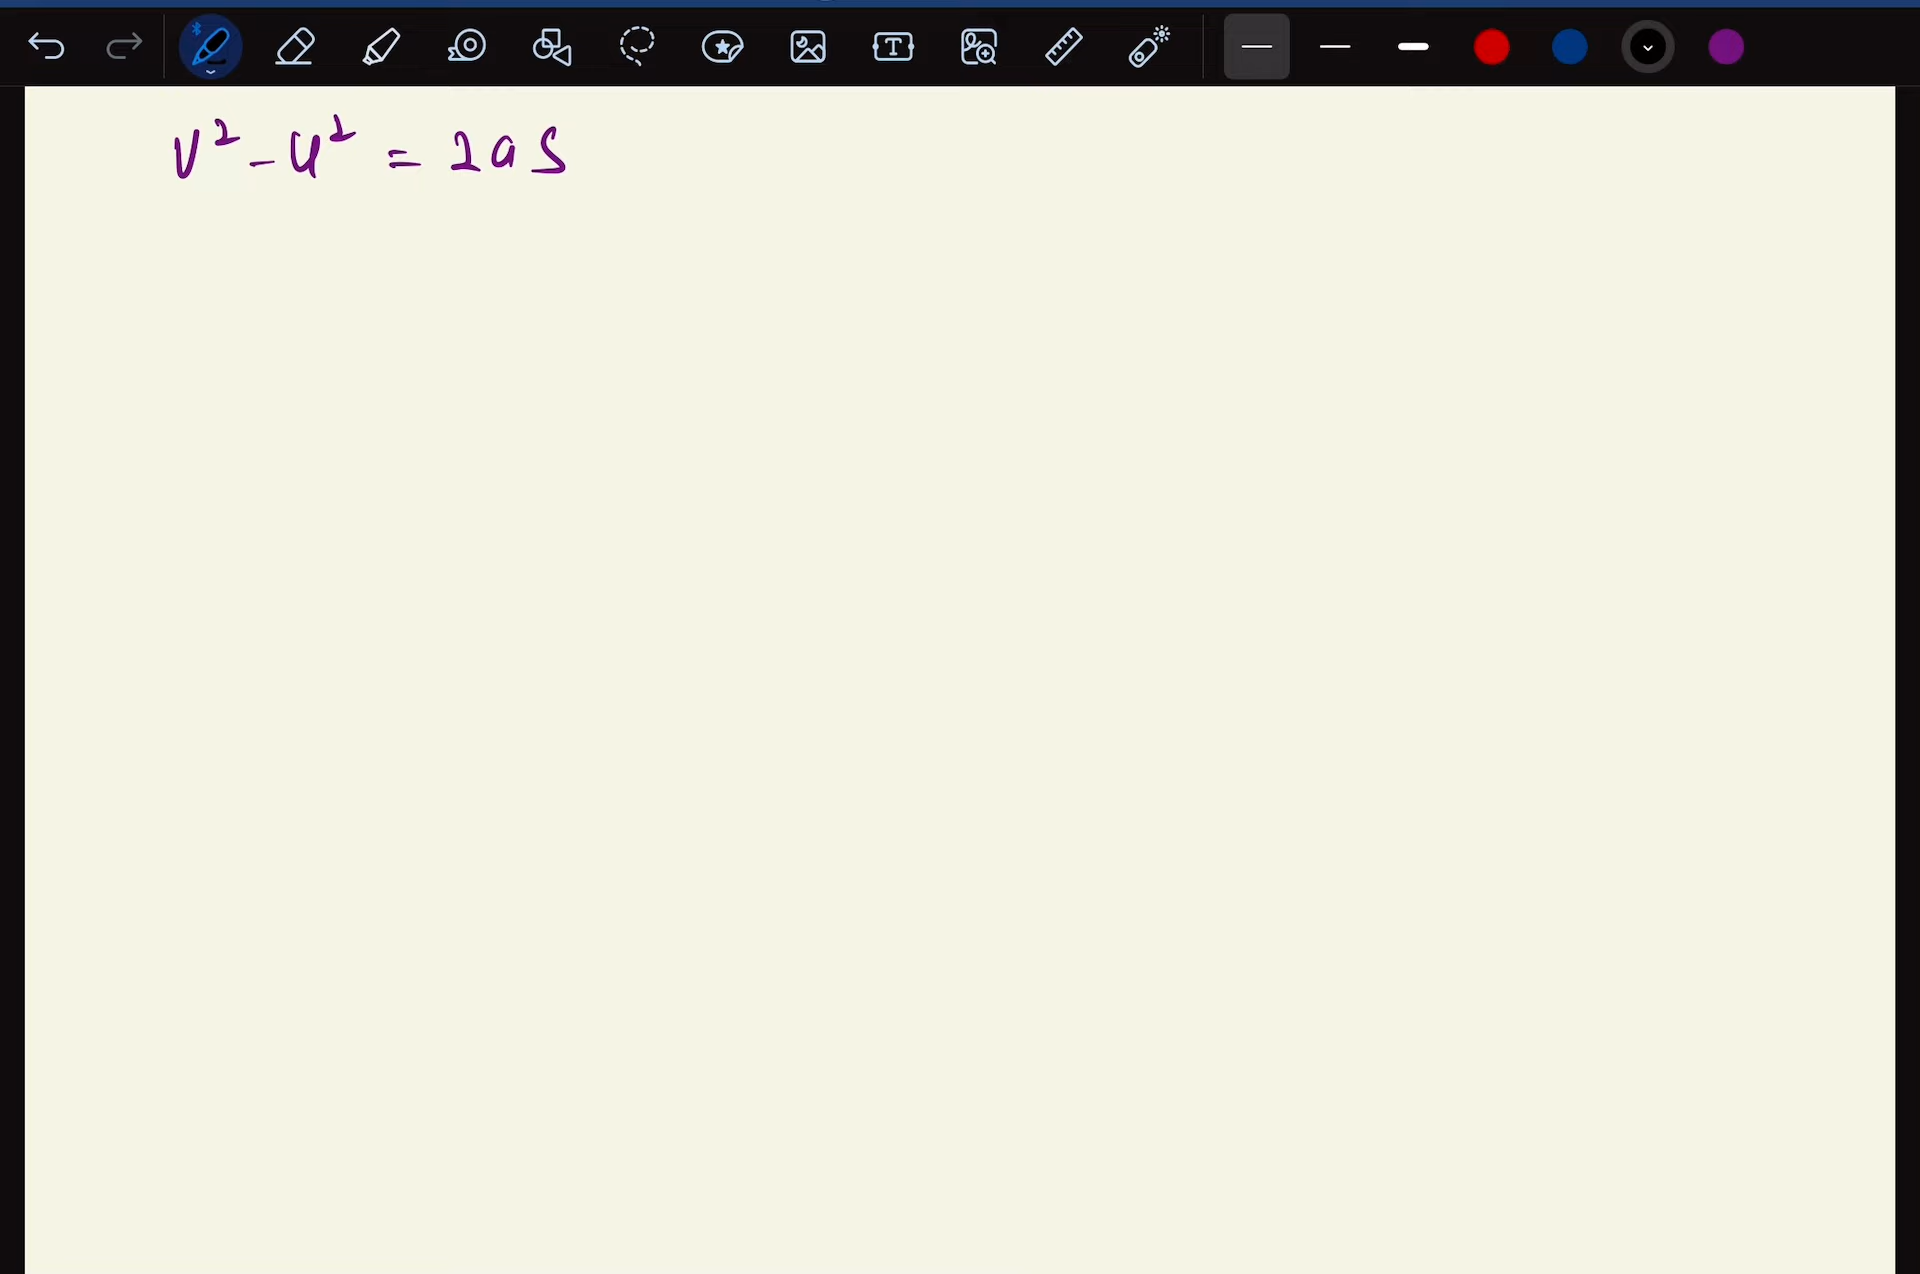 v² - u² = 2as